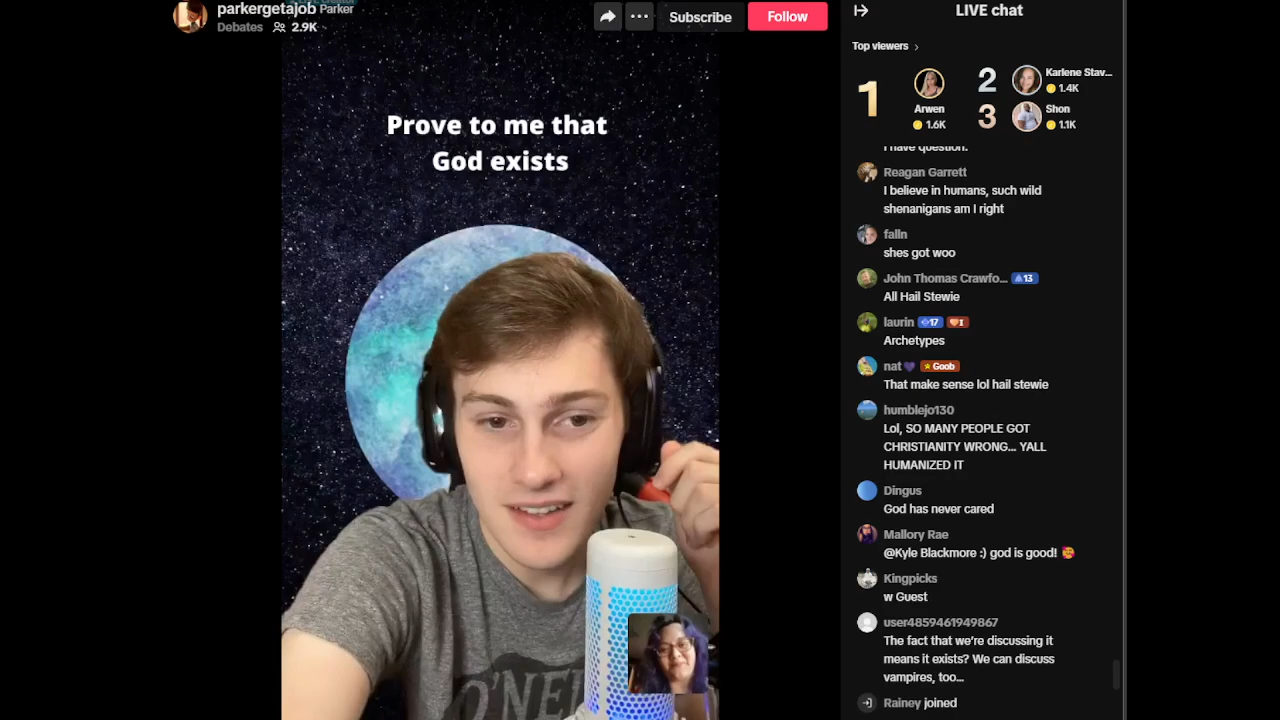 parkergetajob Parker
Debates 2.9K
Subscribe
Follow
Prove to me that
God exists
O'NE
LIVE chat
Top viewers
1
Arwen
1.6K
2
Karlene Stav...
1.4K
3
Shon
1.1K
I have question.
Reagan Garrett
I believe in humans, such wild
shenanigans am I right
falln
shes got woo
John Thomas Crawfo... 13
All Hail Stewie
laurin 17 I
Archetypes
nat Goob
That make sense lol hail stewie
humblejo130
Lol, SO MANY PEOPLE GOT
CHRISTIANITY WRONG... YALL
HUMANIZED IT
Dingus
God has never cared
Mallory Rae
@Kyle Blackmore :) god is good! 🥰
Kingpicks
w Guest
user4859461949867
The fact that we're discussing it
means it exists? We can discuss
vampires, too...
Rainey joined